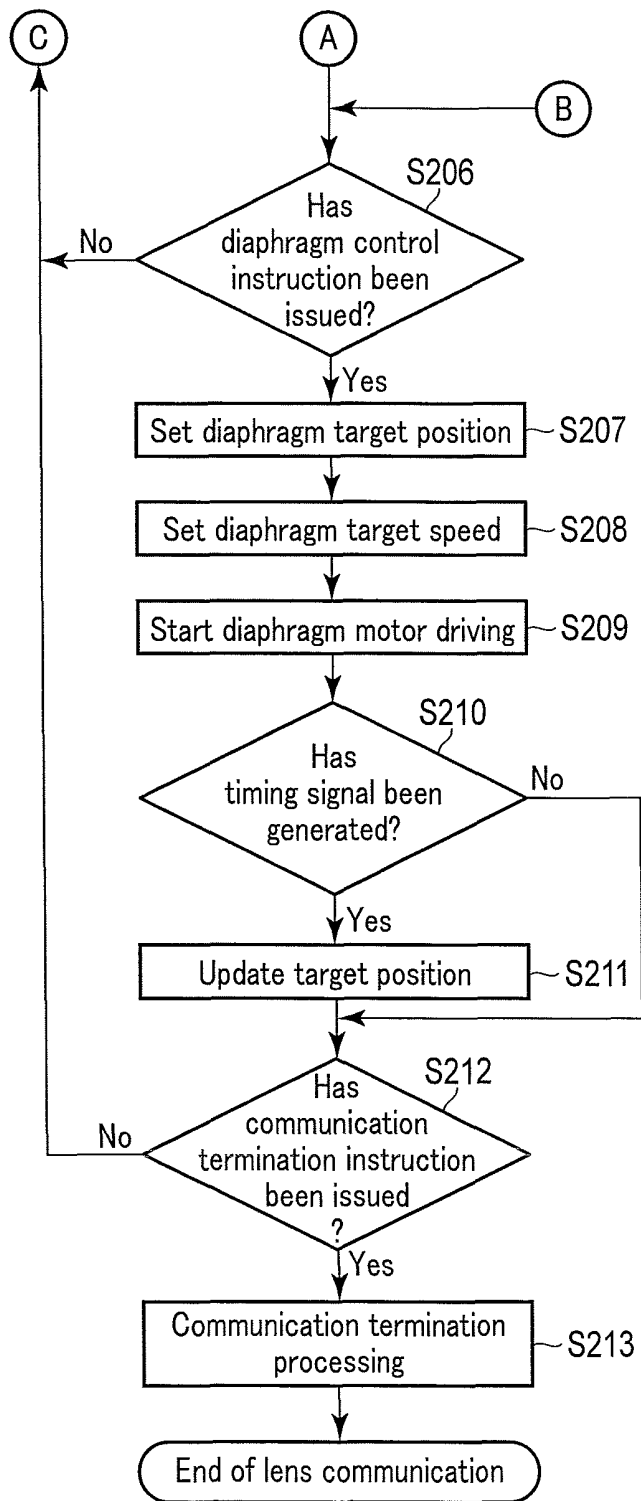 C
A
B
S206
Has
diaphragm control
instruction been
issued?
No
Yes
Set diaphragm target position
S207
Set diaphragm target speed
S208
Start diaphragm motor driving
S209
S210
Has
timing signal been
generated?
No
Yes
Update target position
S211
S212
Has
communication
termination instruction
been issued
?
No
Yes
Communication termination
processing
S213
End of lens communication